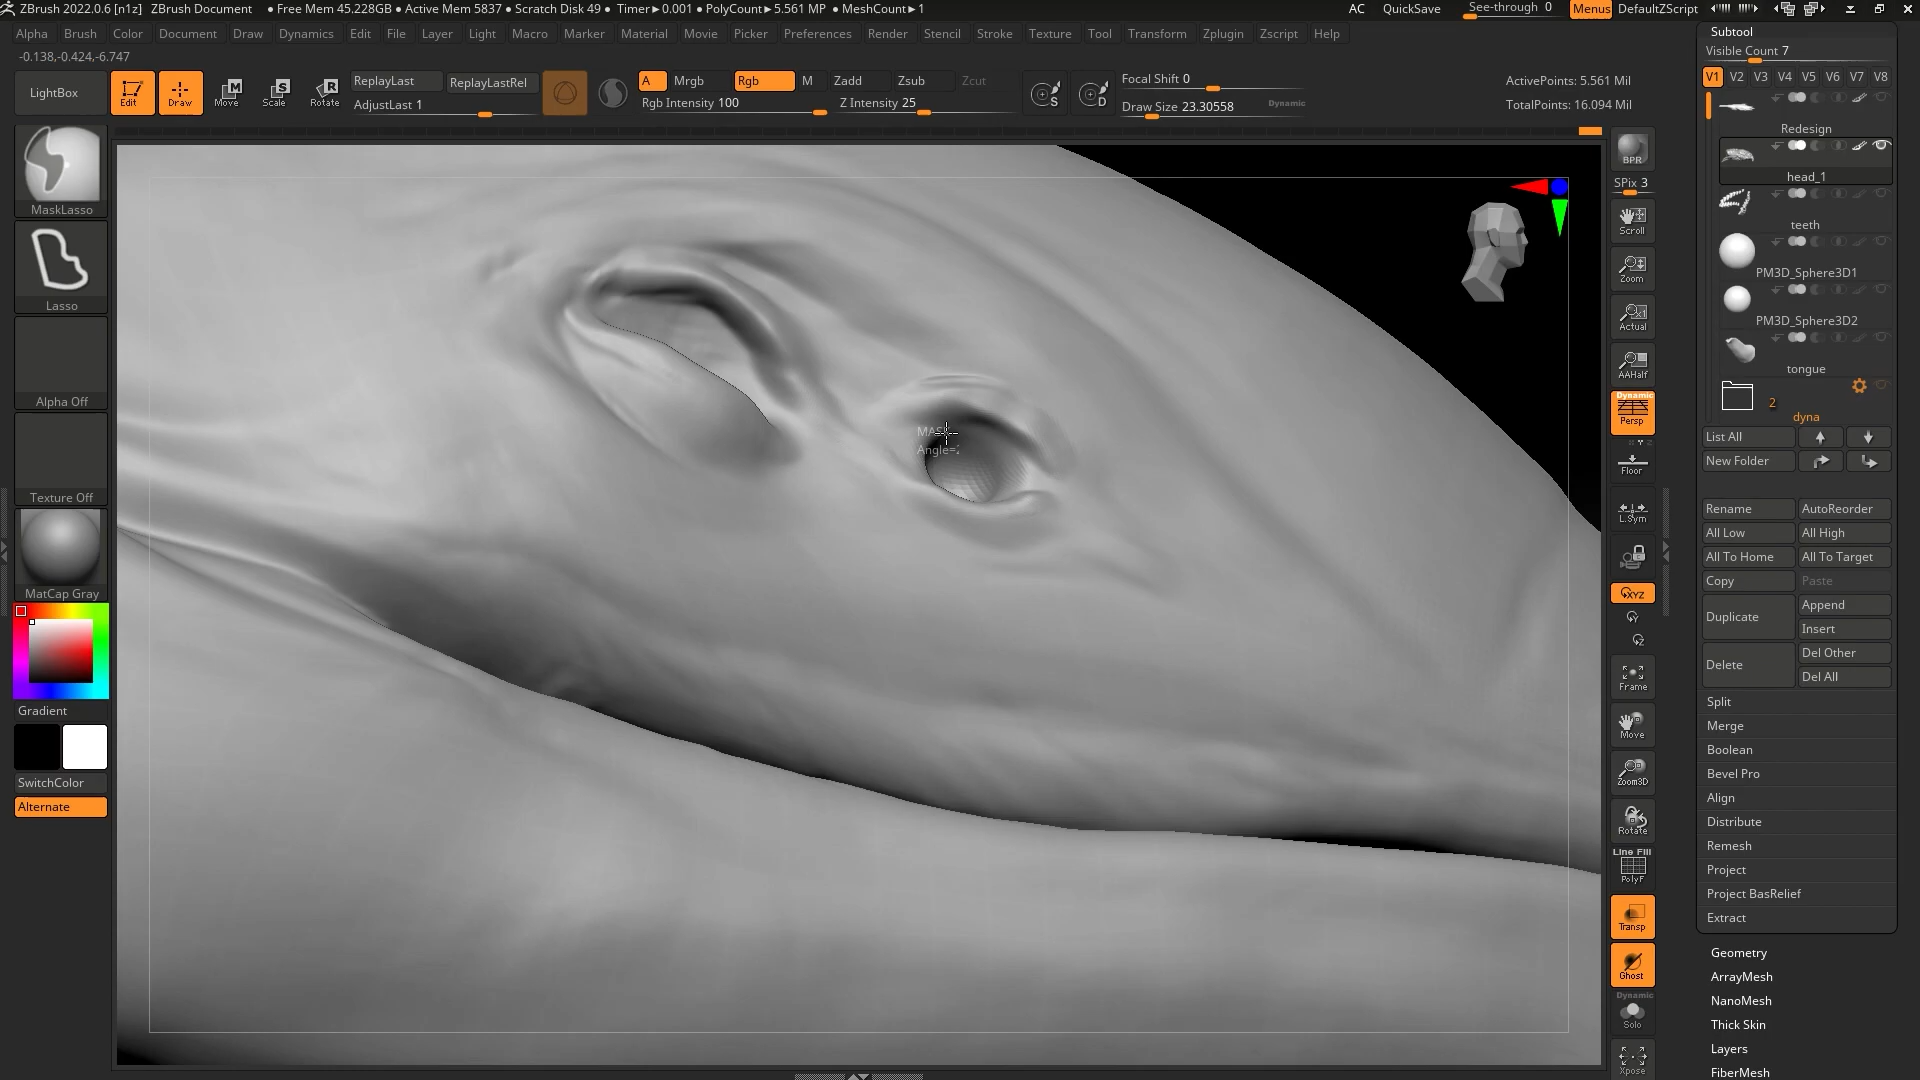 ZBrush 2022.0.6 [n1z] ZBrush Document ● Free Mem 45.228GB ● Active Mem 5837 ● Scratch Disk 49 ● Timer►0.001 ● PolyCount►5.561 MP ● MeshCount►1 AC QuickSave See-through 0 Menus DefaultZScript
Alpha Brush Color Document Draw Dynamics Edit File Layer Light Macro Marker Material Movie Picker Preferences Render Stencil Stroke Texture Tool Transform Zplugin Zscript Help
-0.138,-0.424,-6.747
LightBox
Edit
Draw
Move
Scale
Rotate
ReplayLast
ReplayLastRel
AdjustLast 1
A
Mrgb
Rgb
M
Zadd
Zsub
Zcut
Rgb Intensity 100
Z Intensity 25
S
D
Focal Shift 0
Draw Size 23.30558
Dynamic
ActivePoints: 5.561 Mil
TotalPoints: 16.094 Mil
MaskLasso
Lasso
Alpha Off
Texture Off
MatCap Gray
Gradient
SwitchColor
Alternate
Angle=
BPR
SPix 3
Scroll
Zoom
Actual
AAHalf
Dynamic
Persp
Floor
L.Sym
XYZ
Frame
Move
Zoom3D
Rotate
Line Fill
PolyF
Transp
Ghost
Dynamic
Solo
Xpose
Subtool
Visible Count 7
V1 V2 V3 V4 V5 V6 V7 V8
Redesign
head_1
teeth
PM3D_Sphere3D1
PM3D_Sphere3D2
tongue
2
dyna
List All
New Folder
Rename AutoReorder
All Low All High
All To Home All To Target
Copy Paste
Duplicate Append
Insert
Delete Del Other
Del All
Split
Merge
Boolean
Bevel Pro
Align
Distribute
Remesh
Project
Project BasRelief
Extract
Geometry
ArrayMesh
NanoMesh
Thick Skin
Layers
FiberMesh